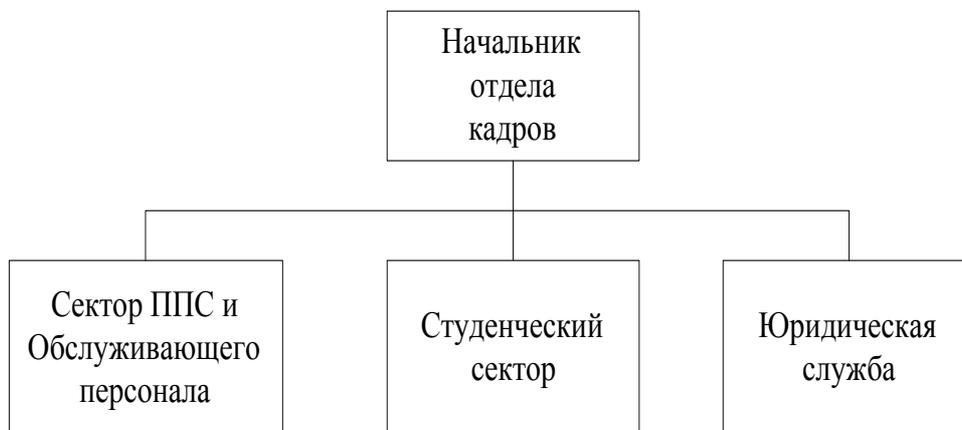 Начальник
отдела
кадров
Сектор ППС и
Обслуживающего
персонала
Студенческий
сектор
Юридическая
служба